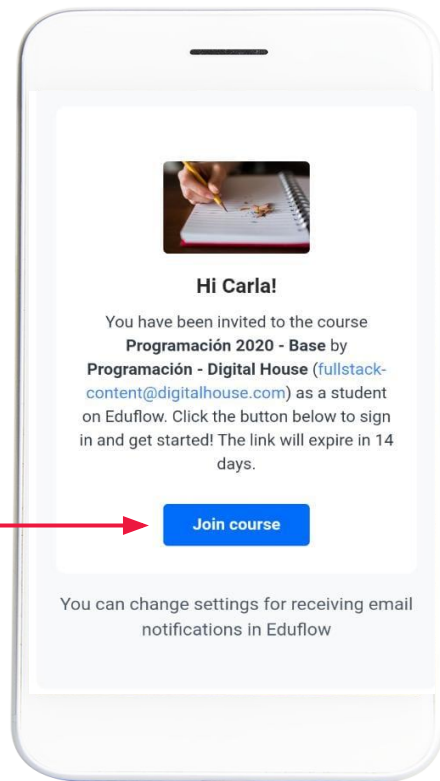 Hi Carla!
You have been invited to the course
Programación 2020 - Base by
Programación - Digital House (fullstack-
content@digitalhouse.com) as a student
on Eduflow. Click the button below to sign
in and get started! The link will expire in 14
days.
Join course
You can change settings for receiving email
notifications in Eduflow